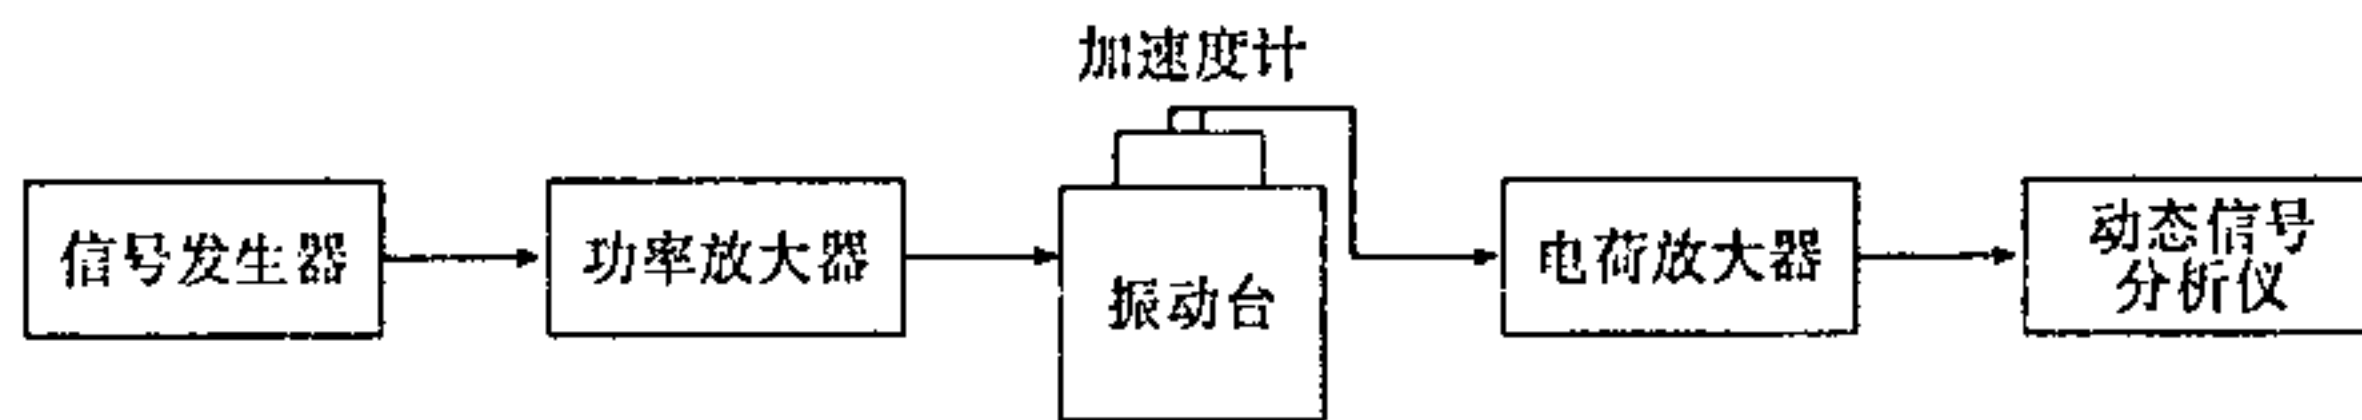 加速度计
信号发生器
功率放大器
振动台
电荷放大器
动态信号
分析仪